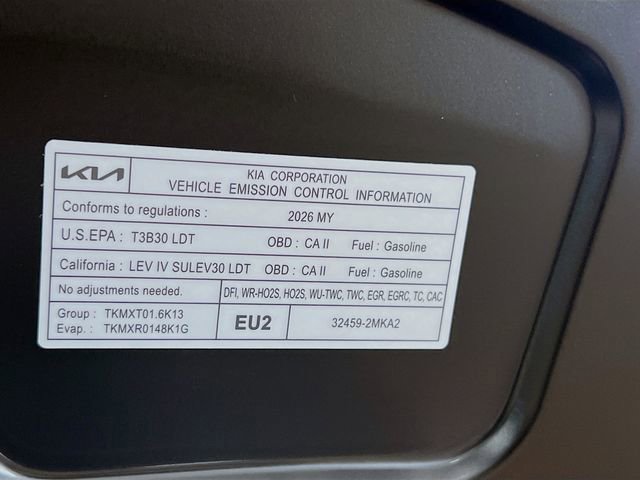 KIA
KIA CORPORATION
VEHICLE EMISSION CONTROL INFORMATION
Conforms to regulations : 2026 MY
U.S.EPA : T3B30 LDT OBD : CA II Fuel : Gasoline
California : LEV IV SULEV30 LDT OBD : CA II Fuel : Gasoline
No adjustments needed. DFI, WR-HO2S, HO2S, WU-TWC, TWC, EGR, EGRC, TC, CAC
Group : TKMXT01.6K13
Evap. : TKMXR0148K1G
EU2
32459-2MKA2